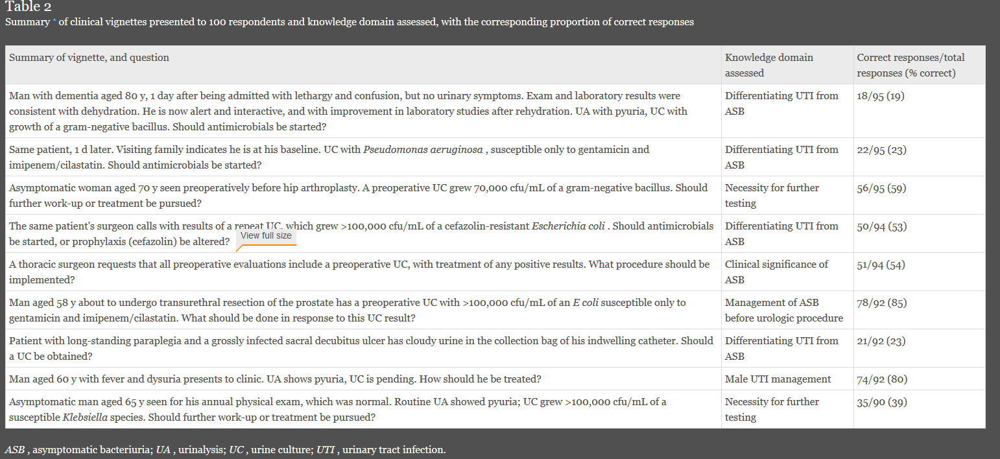 Table 2
Summary * of clinical vignettes presented to 100 respondents and knowledge domain assessed, with the corresponding proportion of correct responses
Summary of vignette, and question
Knowledge domain
assessed
Correct responses/total
responses (% correct)
Man with dementia aged 80 y, 1 day after being admitted with lethargy and confusion, but no urinary symptoms. Exam and laboratory results were
consistent with dehydration. He is now alert and interactive, and with improvement in laboratory studies after rehydration. UA with pyuria, UC with
growth of a gram-negative bacillus. Should antimicrobials be started?
Differentiating UTI from
ASB
18/95 (19)
Same patient, 1 d later. Visiting family indicates he is at his baseline. UC with Pseudomonas aeruginosa , susceptible only to gentamicin and
imipenem/cilastatin. Should antimicrobials be started?
Differentiating UTI from
ASB
22/95 (23)
Asymptomatic woman aged 70 y seen preoperatively before hip arthroplasty. A preoperative UC grew 70,000 cfu/mL of a gram-negative bacillus. Should
further work-up or treatment be pursued?
Necessity for further
testing
56/95 (59)
The same patient's surgeon calls with results of a repeat UC, which grew >100,000 cfu/mL of a cefazolin-resistant Escherichia coli . Should antimicrobials
be started, or prophylaxis (cefazolin) be altered?
View full size
Differentiating UTI from
ASB
50/94 (53)
A thoracic surgeon requests that all preoperative evaluations include a preoperative UC, with treatment of any positive results. What procedure should be
implemented?
Clinical significance of
ASB
51/94 (54)
Man aged 58 y about to undergo transurethral resection of the prostate has a preoperative UC with >100,000 cfu/mL of an E coli susceptible only to
gentamicin and imipenem/cilastatin. What should be done in response to this UC result?
Management of ASB
before urologic procedure
78/92 (85)
Patient with long-standing paraplegia and a grossly infected sacral decubitus ulcer has cloudy urine in the collection bag of his indwelling catheter. Should
a UC be obtained?
Differentiating UTI from
ASB
21/92 (23)
Man aged 60 y with fever and dysuria presents to clinic. UA shows pyuria, UC is pending. How should he be treated?
Male UTI management
74/92 (80)
Asymptomatic man aged 65 y seen for his annual physical exam, which was normal. Routine UA showed pyuria; UC grew >100,000 cfu/mL of a
susceptible Klebsiella species. Should further work-up or treatment be pursued?
Necessity for further
testing
35/90 (39)
ASB , asymptomatic bacteriuria; UA , urinalysis; UC , urine culture; UTI , urinary tract infection.